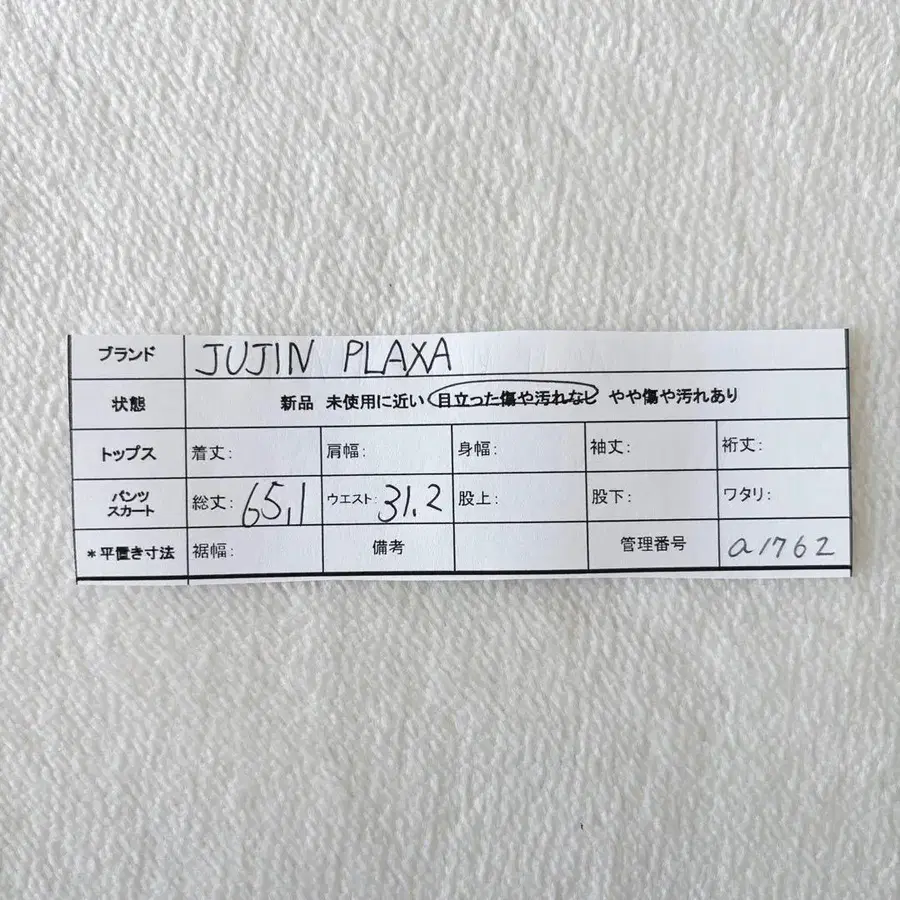 ブランド JUJIN PLAXA
状態 新品 未使用に近い 目立った傷や汚れなし やや傷や汚れあり
トップス 着丈: 肩幅: 身幅: 袖丈: 裄丈:
パンツ スカート 総丈: 65,1 ウエスト: 31,2 股上: 股下: ワタリ:
*平置き寸法 裾幅: 備考 管理番号 a1762